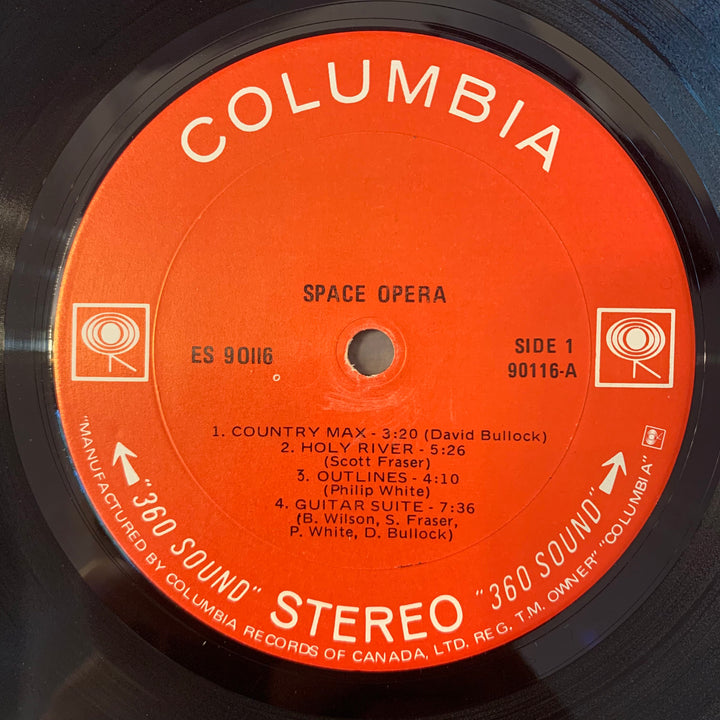 COLUMBIA
SPACE OPERA
ES 90116
SIDE 1
90116-A
1. COUNTRY MAX - 3:20 (David Bullock)
2. HOLY RIVER - 5:26
(Scott Fraser)
3. OUTLINES - 4:10
(Philip White)
4. GUITAR SUITE - 7:36
(B. Wilson, S. Fraser,
P. White, D. Bullock)
"360 SOUND" STEREO "360 SOUND"
"MANUFACTURED BY COLUMBIA RECORDS OF CANADA, LTD. REG. T.M. OWNER" "COLUMBIA"